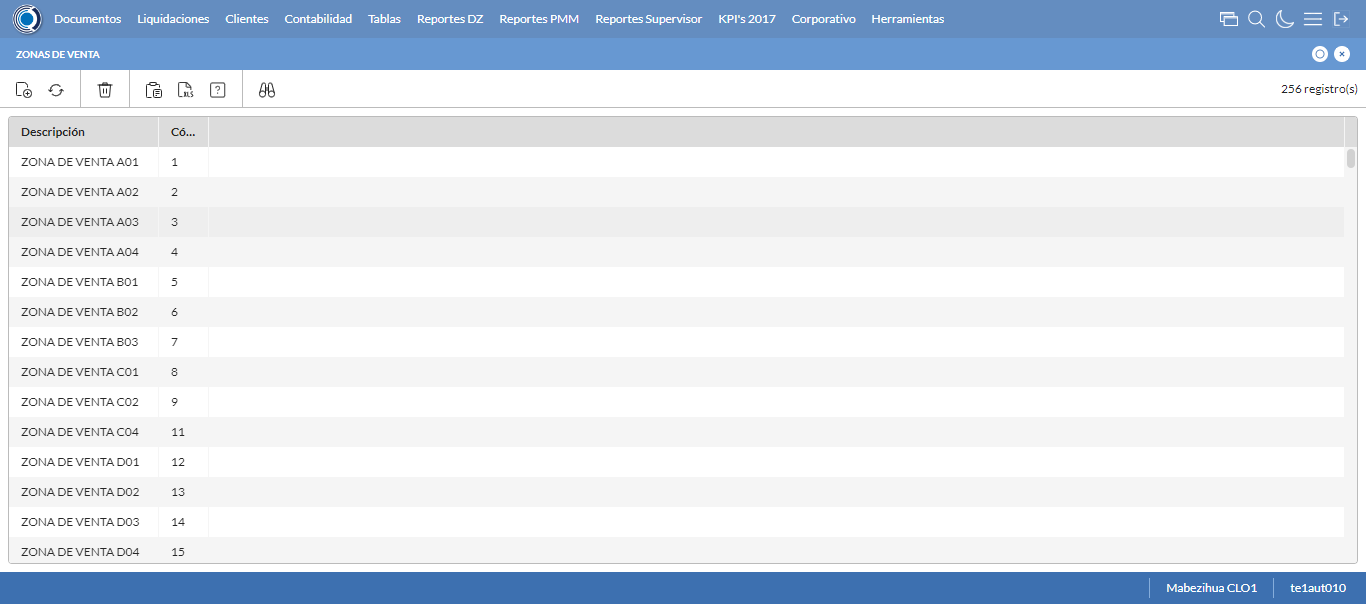 Documentos Liquidaciones Clientes Contabilidad Tablas Reportes DZ Reportes PMM Reportes Supervisor KPI's 2017 Corporativo Herramientas
ZONAS DE VENTA
XLS ? 256 registro(s)
Descripción Có...
ZONA DE VENTA A01 1
ZONA DE VENTA A02 2
ZONA DE VENTA A03 3
ZONA DE VENTA A04 4
ZONA DE VENTA B01 5
ZONA DE VENTA B02 6
ZONA DE VENTA B03 7
ZONA DE VENTA C01 8
ZONA DE VENTA C02 9
ZONA DE VENTA C04 11
ZONA DE VENTA D01 12
ZONA DE VENTA D02 13
ZONA DE VENTA D03 14
ZONA DE VENTA D04 15
Mabezihua CLO1 te1aut010